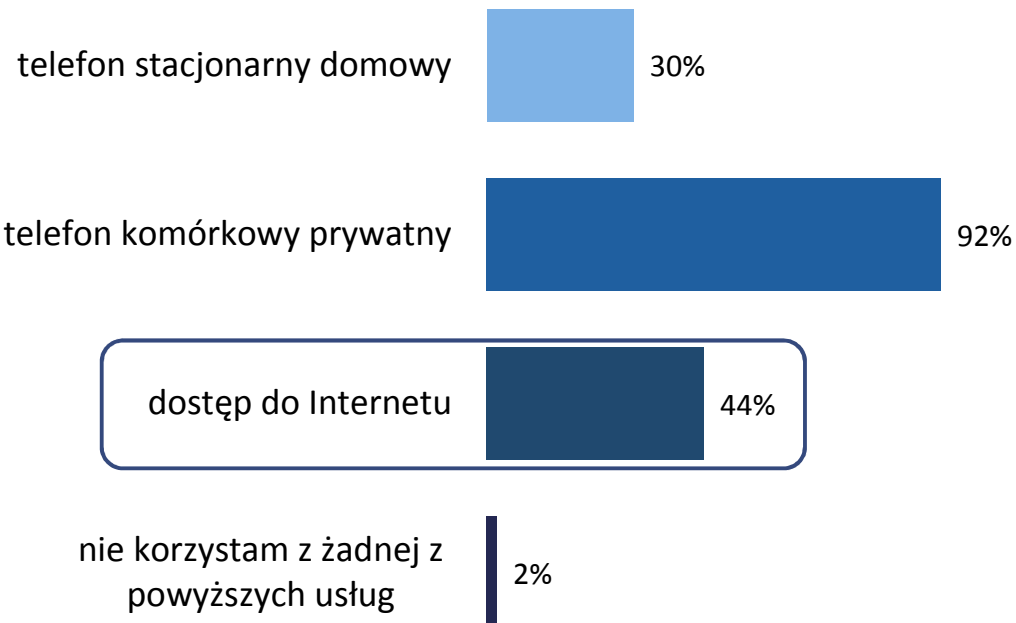 telefon stacjonarny domowy 30%
telefon komórkowy prywatny 92%
dostęp do Internetu 44%
nie korzystam z żadnej z
powyższych usług 2%